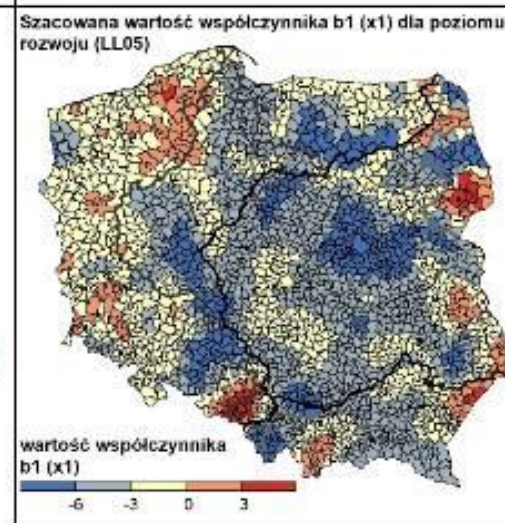 Szacowana wartość współczynnika b1 (x1) dla poziomu
rozwoju (LL05)
wartość współczynnika
b1 (x1)
-6 -3 0 3